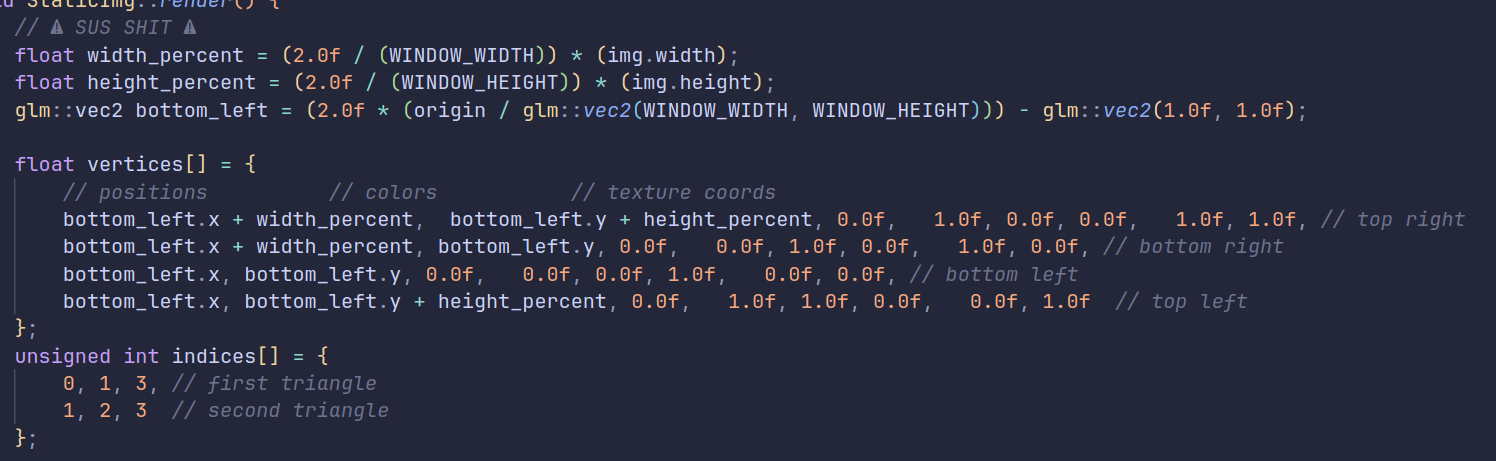 StaticImg::render() {
// ⚠ SUS SHIT ⚠
float width_percent = (2.0f / (WINDOW_WIDTH)) * (img.width);
float height_percent = (2.0f / (WINDOW_HEIGHT)) * (img.height);
glm::vec2 bottom_left = (2.0f * (origin / glm::vec2(WINDOW_WIDTH, WINDOW_HEIGHT))) - glm::vec2(1.0f, 1.0f);
float vertices[] = {
// positions // colors // texture coords
bottom_left.x + width_percent, bottom_left.y + height_percent, 0.0f, 1.0f, 0.0f, 0.0f, 1.0f, 1.0f, // top right
bottom_left.x + width_percent, bottom_left.y, 0.0f, 0.0f, 1.0f, 0.0f, 1.0f, 0.0f, // bottom right
bottom_left.x, bottom_left.y, 0.0f, 0.0f, 0.0f, 1.0f, 0.0f, 0.0f, // bottom left
bottom_left.x, bottom_left.y + height_percent, 0.0f, 1.0f, 1.0f, 0.0f, 0.0f, 1.0f // top left
};
unsigned int indices[] = {
0, 1, 3, // first triangle
1, 2, 3 // second triangle
};